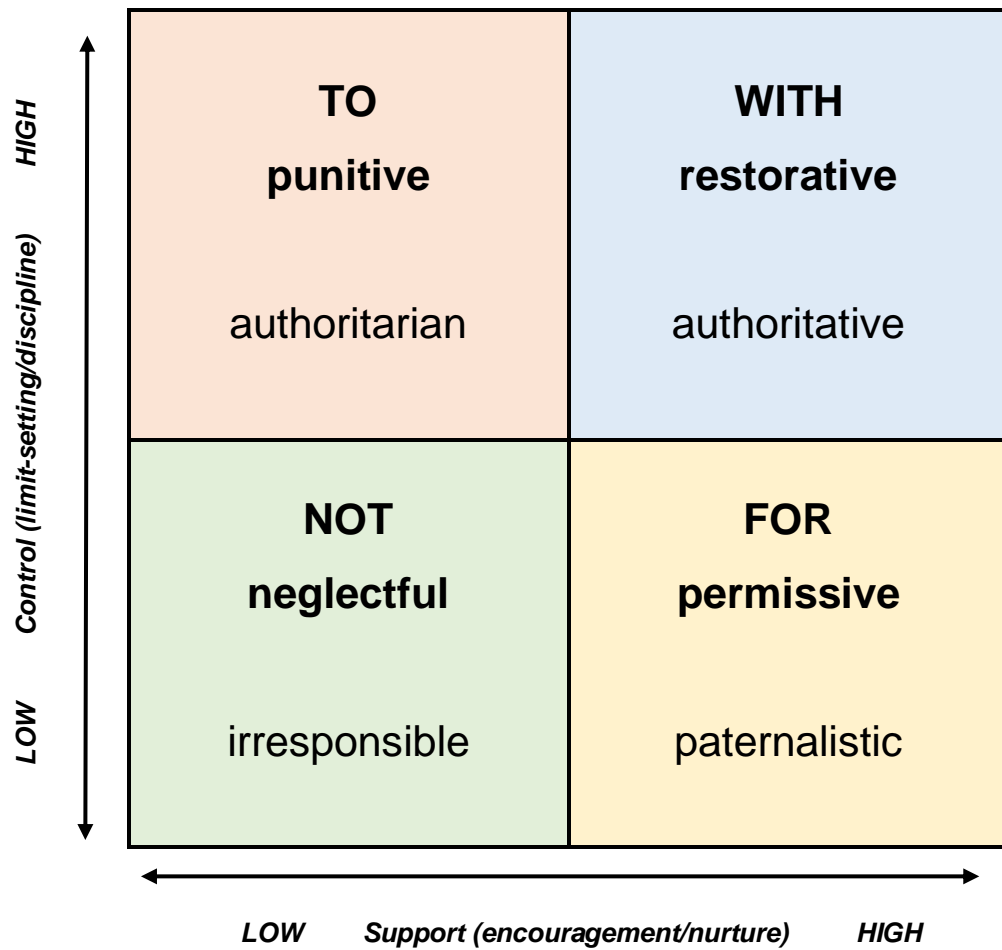 TO
punitive
authoritarian
WITH
restorative
authoritative
NOT
neglectful
irresponsible
FOR
permissive
paternalistic
LOW Control (limit-setting/discipline) HIGH
LOW Support (encouragement/nurture) HIGH